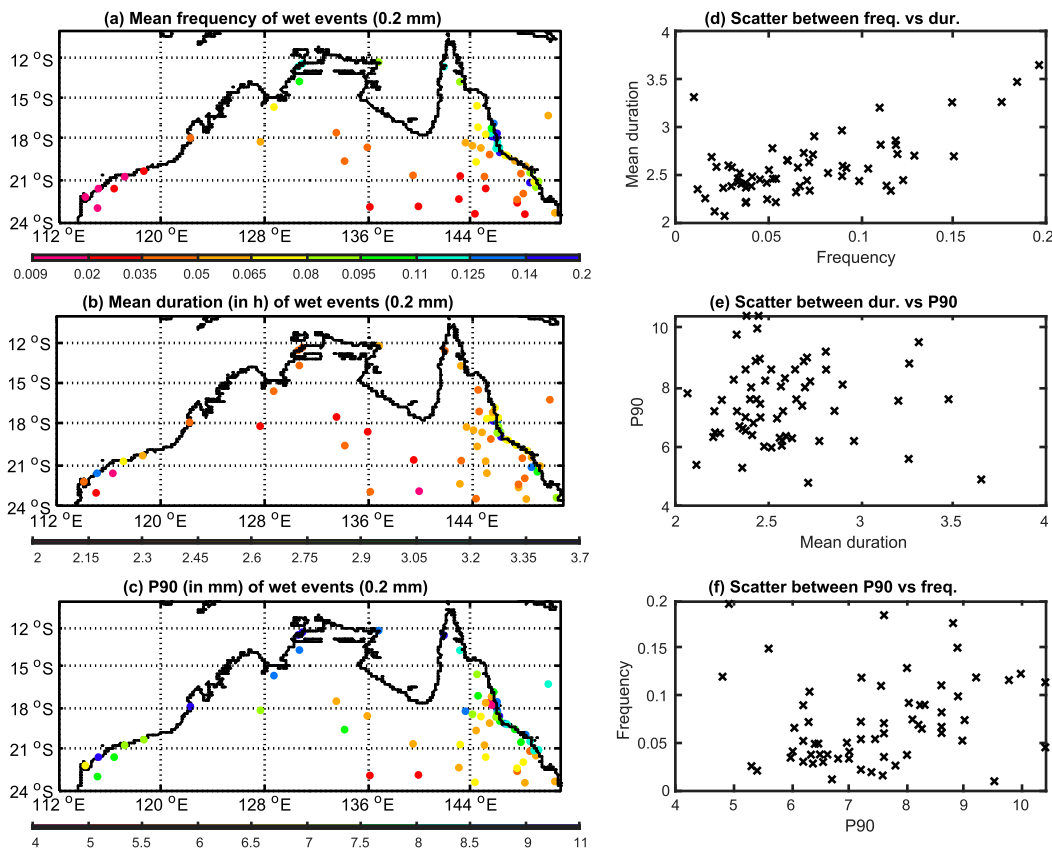 (a) Mean frequency of wet events (0.2 mm)
12 °S
15 °S
18 °S
21 °S
24 °S
112 °E 120 °E 128 °E 136 °E 144 °E
0.009 0.02 0.035 0.05 0.065 0.08 0.095 0.11 0.125 0.14 0.2
(b) Mean duration (in h) of wet events (0.2 mm)
12 °S
15 °S
18 °S
21 °S
24 °S
112 °E 120 °E 128 °E 136 °E 144 °E
2 2.15 2.3 2.45 2.6 2.75 2.9 3.05 3.2 3.35 3.7
(c) P90 (in mm) of wet events (0.2 mm)
12 °S
15 °S
18 °S
21 °S
24 °S
112 °E 120 °E 128 °E 136 °E 144 °E
4 5 5.5 6 6.5 7 7.5 8 8.5 9 11
(d) Scatter between freq. vs dur.
4
3.5
3
2.5
2
Mean duration
0 0.05 0.1 0.15 0.2
Frequency
(e) Scatter between dur. vs P90
10
8
6
4
P90
2 2.5 3 3.5 4
Mean duration
(f) Scatter between P90 vs freq.
0.2
0.15
0.1
0.05
0
Frequency
4 5 6 7 8 9 10
P90